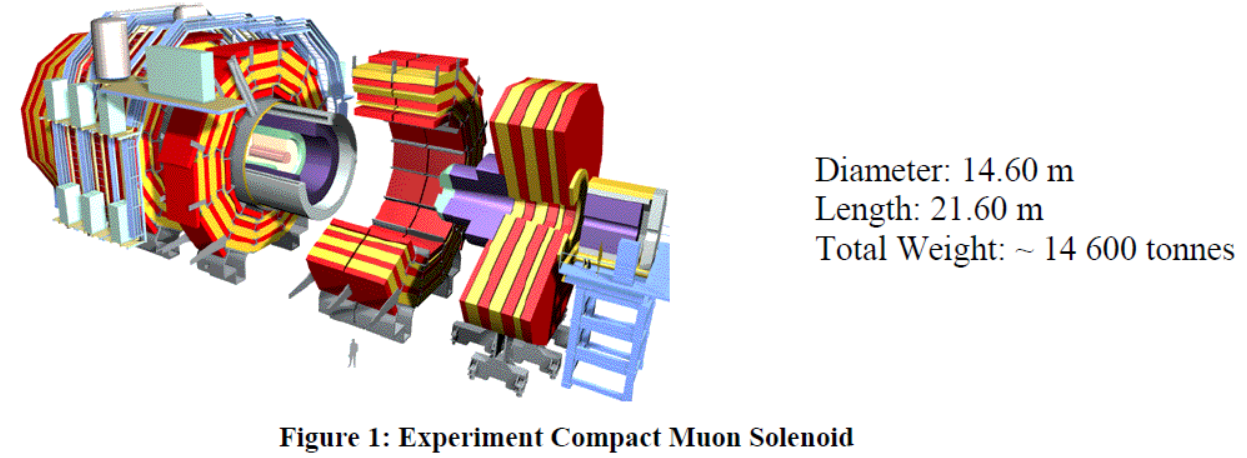 Diameter: 14.60 m
Length: 21.60 m
Total Weight: ~ 14 600 tonnes
Figure 1: Experiment Compact Muon Solenoid